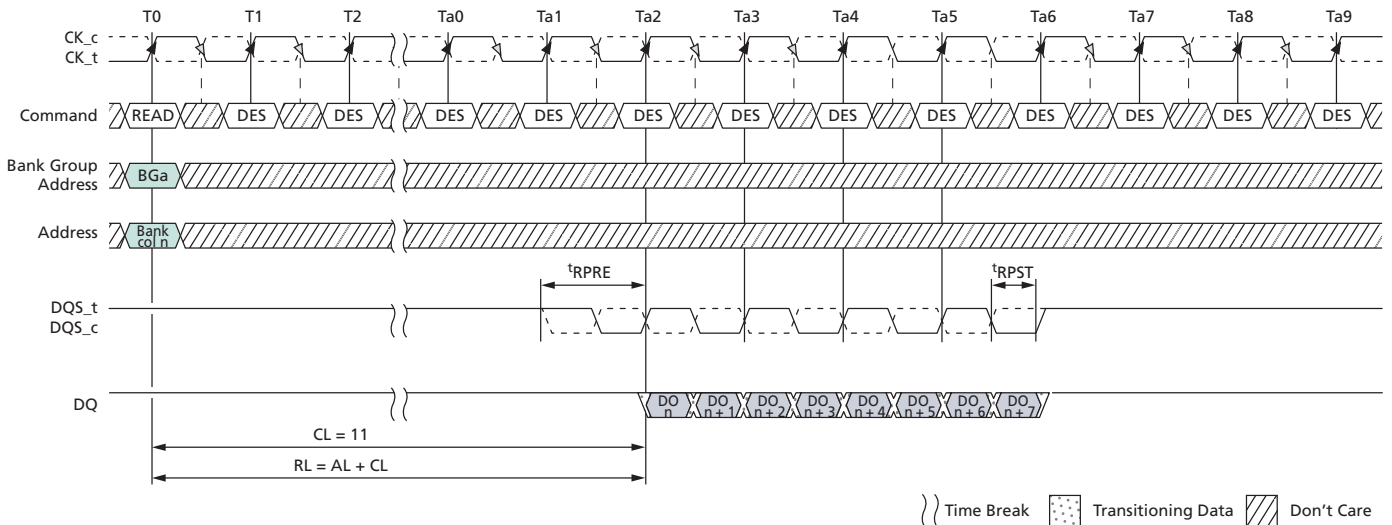 T0 T1 T2 Ta0 Ta1 Ta2 Ta3 Ta4 Ta5 Ta6 Ta7 Ta8 Ta9
CK_c
CK_t
Command READ DES DES DES DES DES DES DES DES DES DES DES DES
Bank Group
Address
BGa
Address
Bank
col n
tRPRE tRPST
DQS_t
DQS_c
DQ
DO DO DO DO DO DO DO DO
n n + 1 n + 2 n + 3 n + 4 n + 5 n + 6 n + 7
CL = 11
RL = AL + CL
Time Break Transitioning Data Don't Care